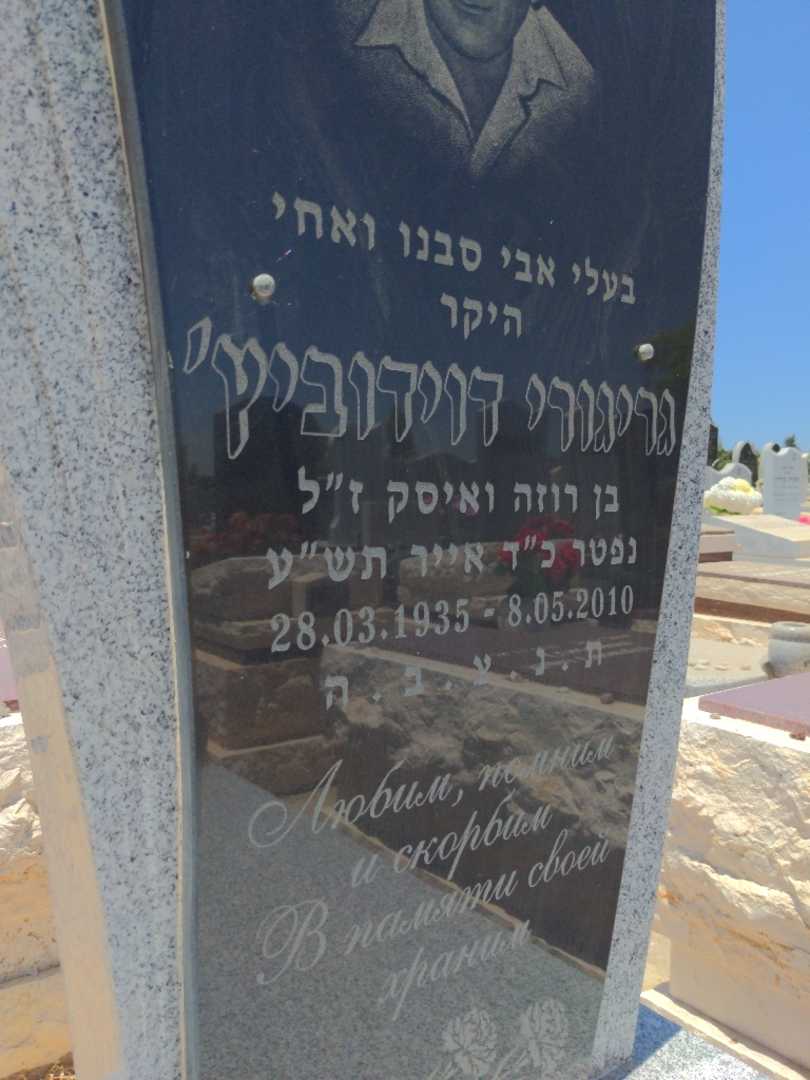 בעלי אבי סבנו ואחי
היקר
גריגורי דוידוביץ'
בן רוזה ואיסק ז"ל
נפטר כ"ד אייר תש"ע
28.03.1935 - 8.05.2010
ת.נ.צ.ב.ה
Любим, помним
и скорбим
В памяти своей
храним